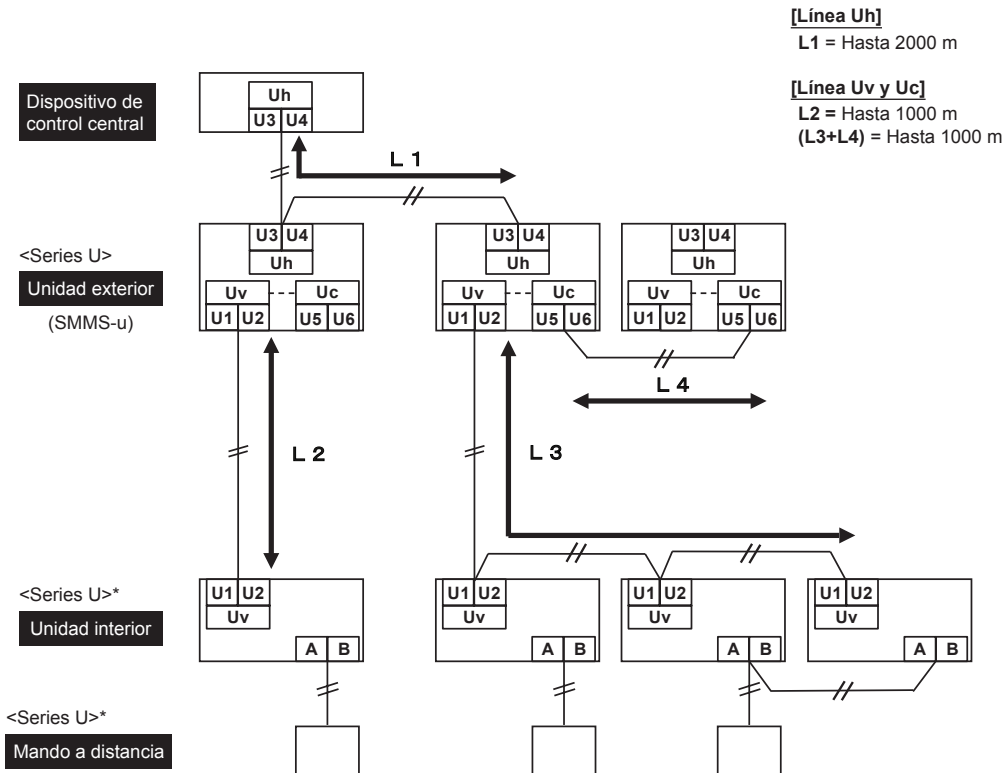 [Línea Uh]
L1 = Hasta 2000 m
[Línea Uv y Uc]
L2 = Hasta 1000 m
(L3+L4) = Hasta 1000 m
Dispositivo de
control central
Uh
U3 U4
L 1
<Series U>
Unidad exterior
(SMMS-u)
U3 U4
Uh
Uv Uc
U1 U2 U5 U6
U3 U4
Uh
Uv Uc
U1 U2 U5 U6
U3 U4
Uh
Uv Uc
U1 U2 U5 U6
L 4
L 2
L 3
<Series U>*
Unidad interior
U1 U2
Uv
A B
U1 U2
Uv
A B
U1 U2
Uv
A B
U1 U2
Uv
A B
<Series U>*
Mando a distancia